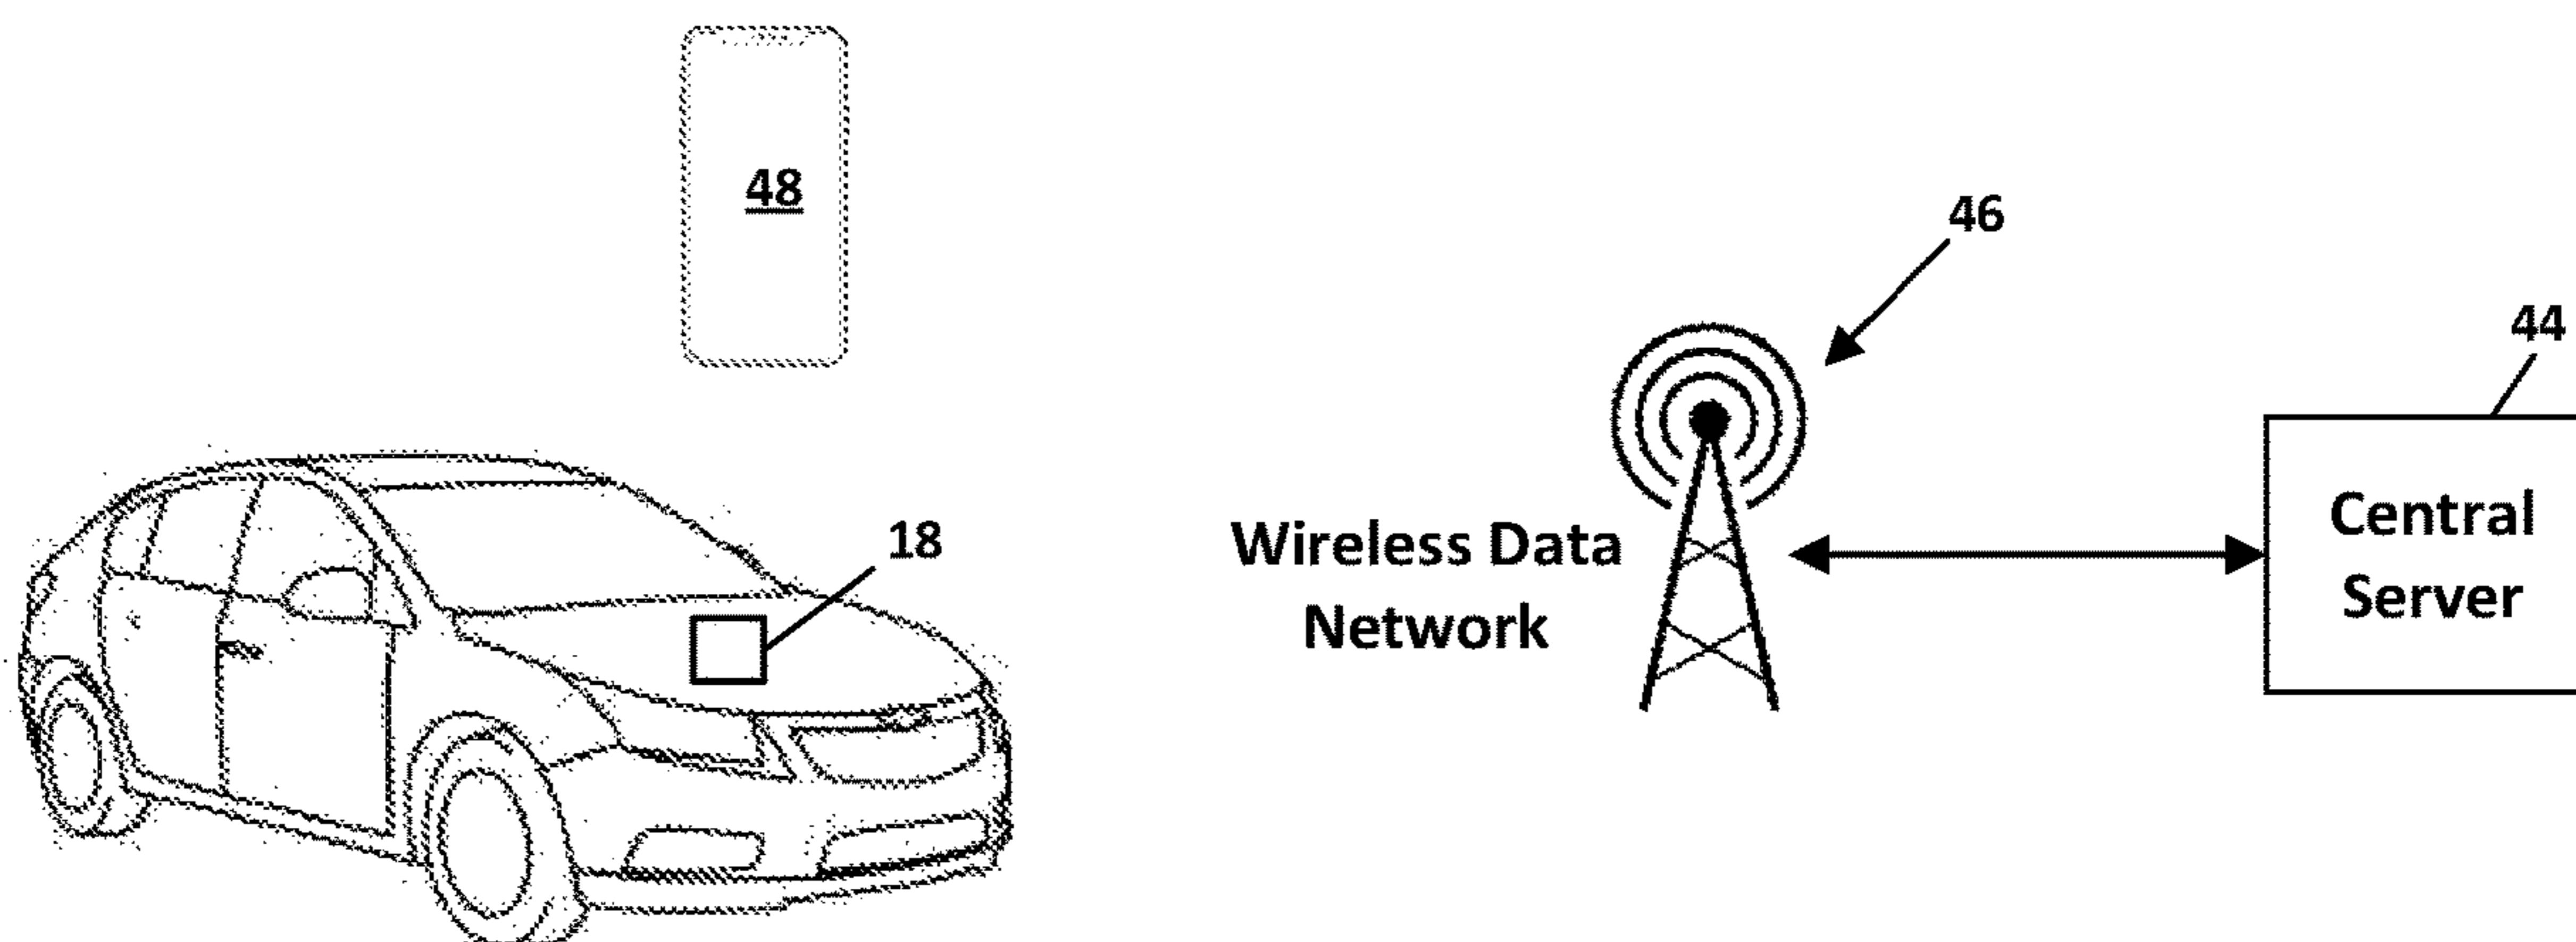 48
46
44
18
Wireless Data
Network
Central
Server